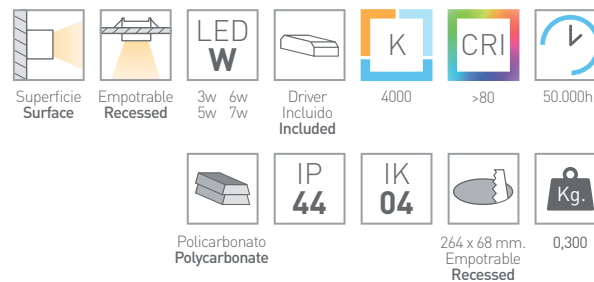 LED
W
K
CRI
Superficie
Surface
Empotrable
Recessed
3w 6w
5w 7w
Driver
Incluido
Included
4000
>80
50.000h
IP
44
IK
04
Kg.
Policarbonato
Polycarbonate
264 x 68 mm.
Empotrable
Recessed
0,300